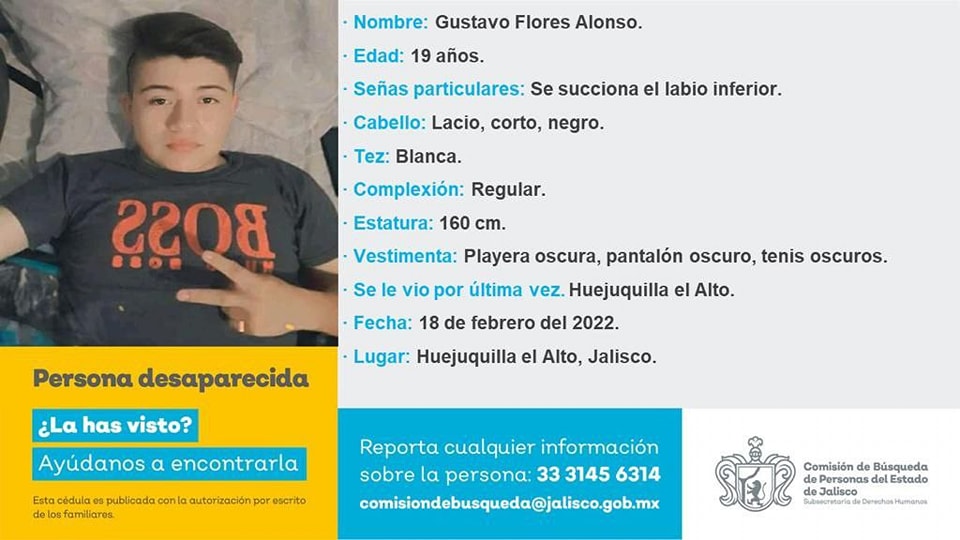 BOSS
· Nombre: Gustavo Flores Alonso.
· Edad: 19 años.
· Señas particulares: Se succiona el labio inferior.
· Cabello: Lacio, corto, negro.
· Tez: Blanca.
· Complexión: Regular.
· Estatura: 160 cm.
· Vestimenta: Playera oscura, pantalón oscuro, tenis oscuros.
· Se le vio por última vez. Huejuquilla el Alto.
· Fecha: 18 de febrero del 2022.
· Lugar: Huejuquilla el Alto, Jalisco.
Persona desaparecida
¿La has visto?
Ayúdanos a encontrarla
Esta cédula es publicada con la autorización por escrito
de los familiares.
Reporta cualquier información
sobre la persona: 33 3145 6314
comisiondebusqueda@jalisco.gob.mx
Comisión de Búsqueda
de Personas del Estado
de Jalisco
Subsecretaría de Derechos Humanos